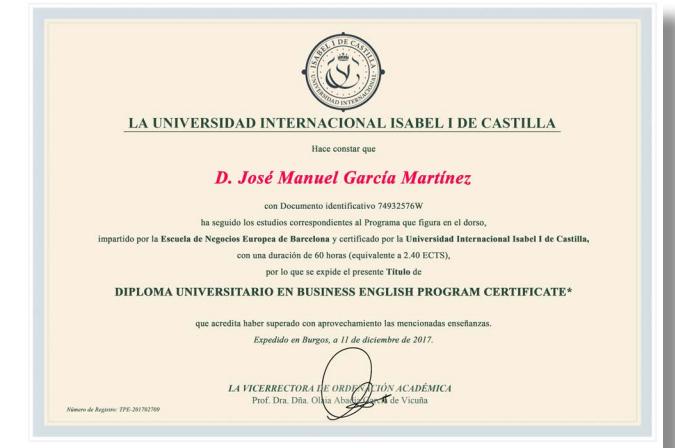 ISABEL I DE CASTILLA
UNIVERSIDAD INTERNACIONAL
LA UNIVERSIDAD INTERNACIONAL ISABEL I DE CASTILLA
Hace constar que
D. José Manuel García Martínez
con Documento identificativo 74932576W
ha seguido los estudios correspondientes al Programa que figura en el dorso,
impartido por la Escuela de Negocios Europea de Barcelona y certificado por la Universidad Internacional Isabel I de Castilla,
con una duración de 60 horas (equivalente a 2.40 ECTS),
por lo que se expide el presente Título de
DIPLOMA UNIVERSITARIO EN BUSINESS ENGLISH PROGRAM CERTIFICATE*
que acredita haber superado con aprovechamiento las mencionadas enseñanzas.
Expedido en Burgos, a 11 de diciembre de 2017.
LA VICERRECTORA DE ORDENACIÓN ACADÉMICA
Prof. Dra. Dña. Olaia Abadía García de Vicuña
Número de Registro: TPE-201702709